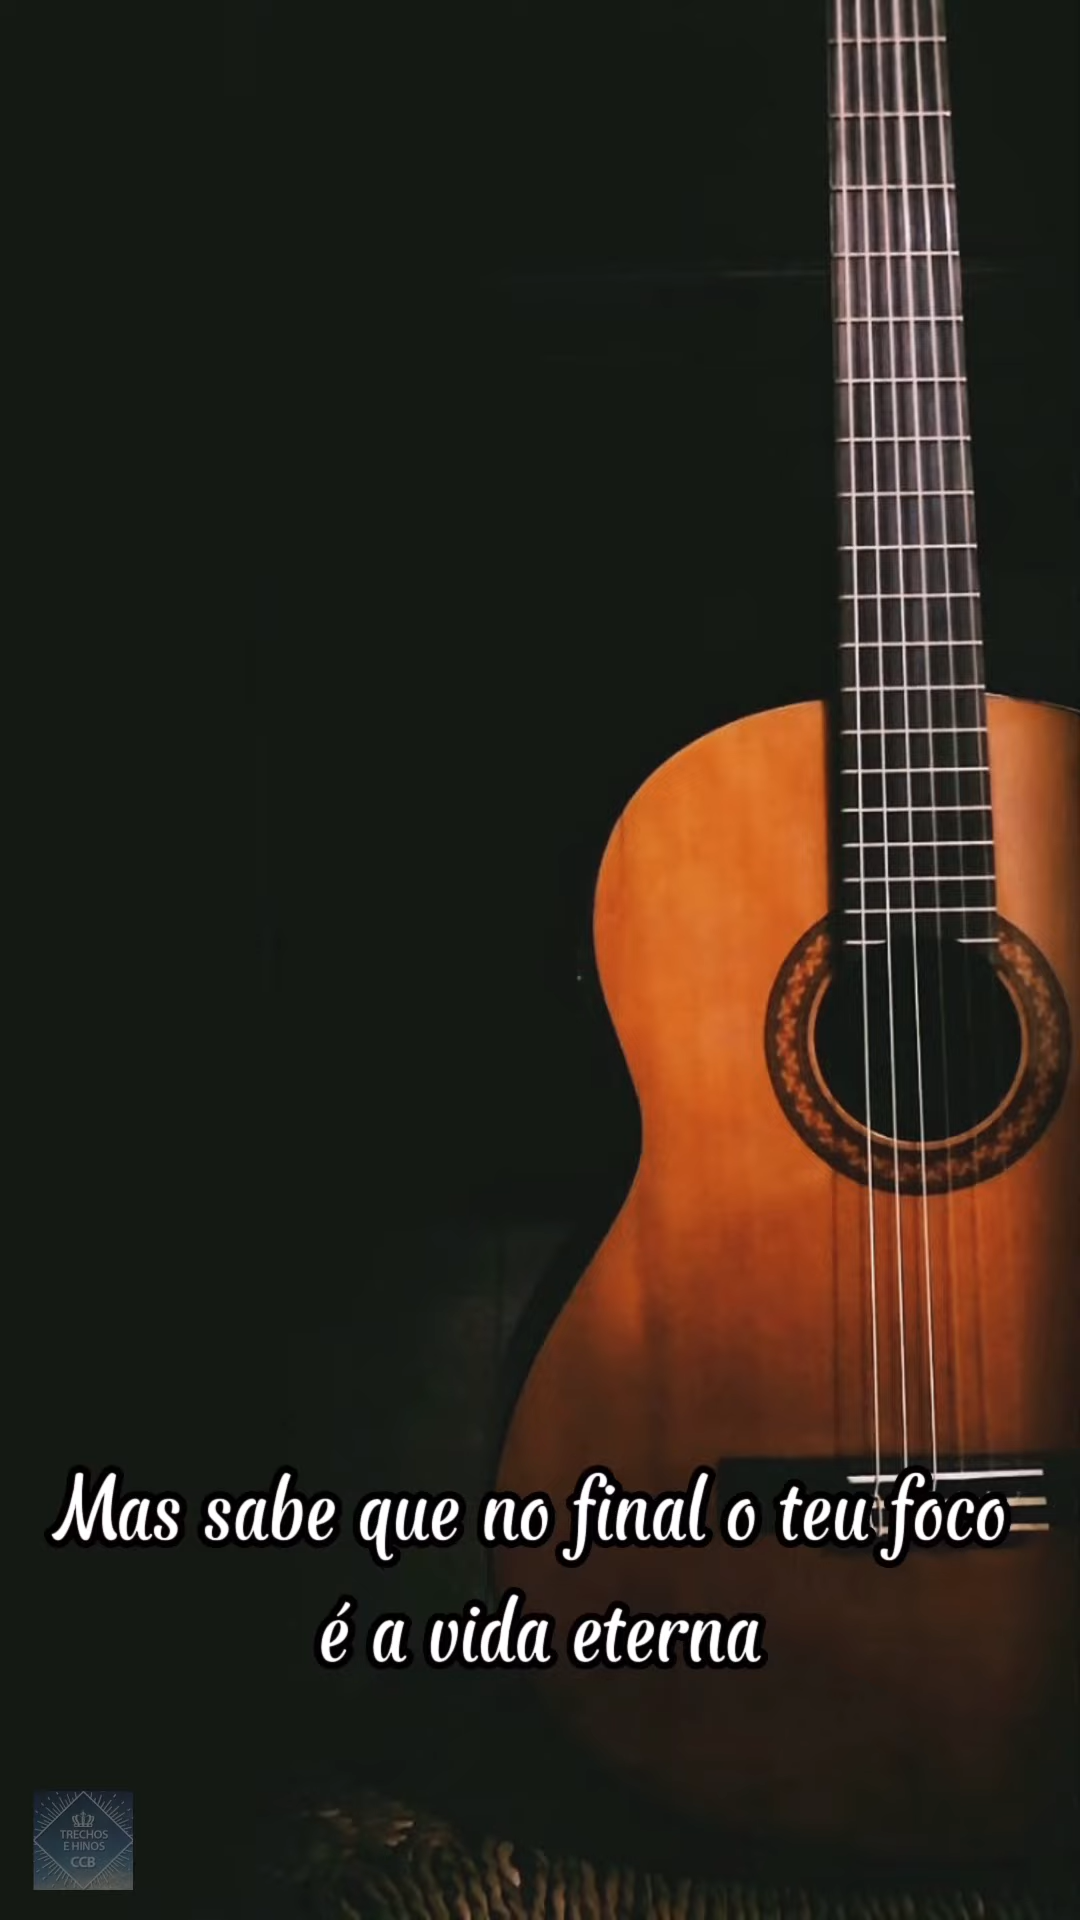 Mas sabe que no final o teu foco
é a vida eterna
TRECHOS
E HINOS
CCB